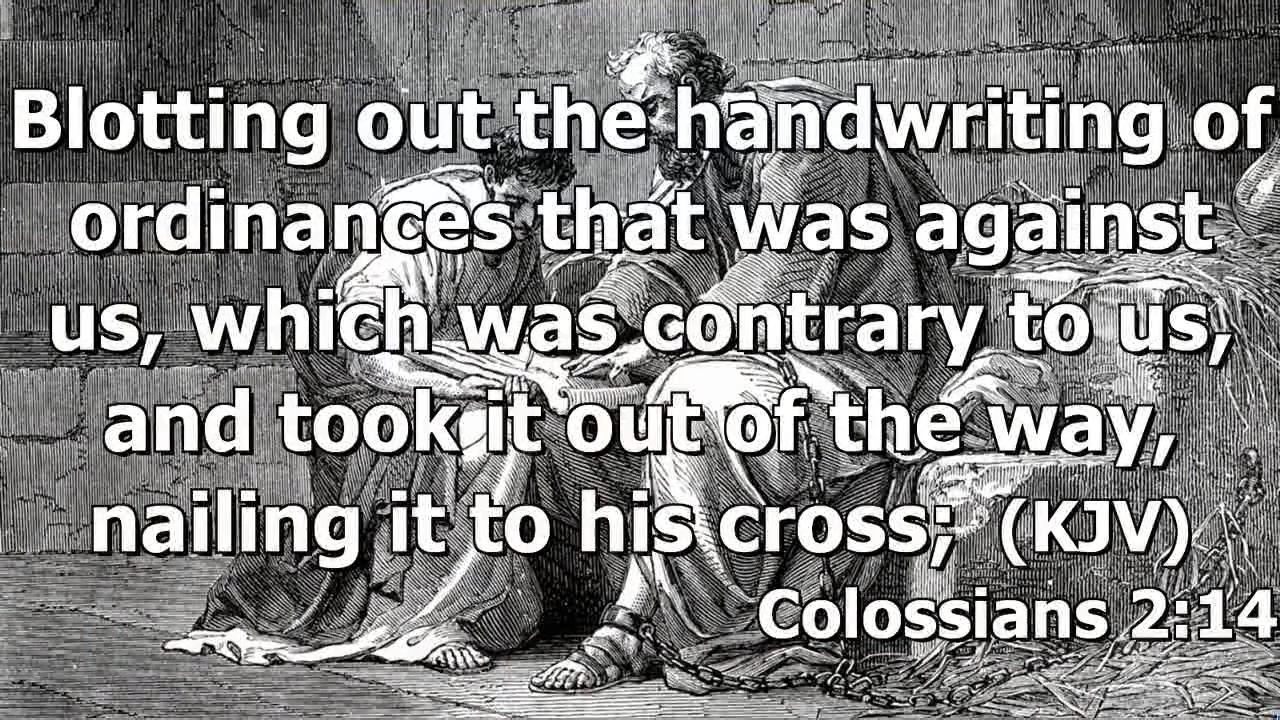 Blotting out the handwriting of
ordinances that was against
us, which was contrary to us,
and took it out of the way,
nailing it to his cross; (KJV)
Colossians 2:14